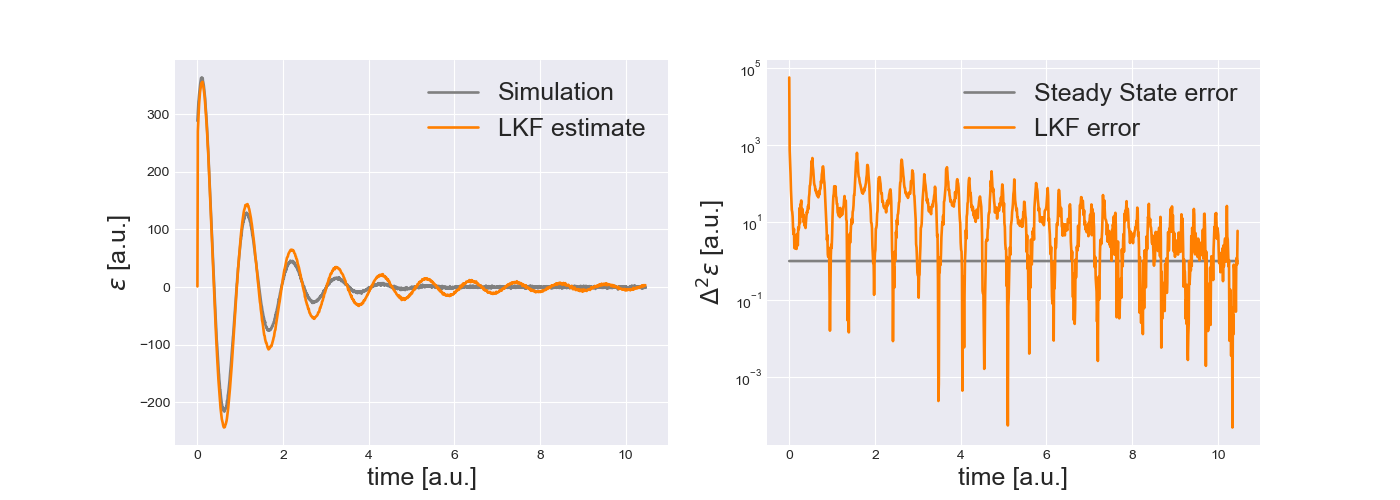 Simulation
LKF estimate
300
200
100
0
−100
−200
ε [a.u.]
0 2 4 6 8 10
time [a.u.]
Steady State error
LKF error
10⁵
10³
10¹
10⁻¹
10⁻³
Δ²ε [a.u.]
0 2 4 6 8 10
time [a.u.]